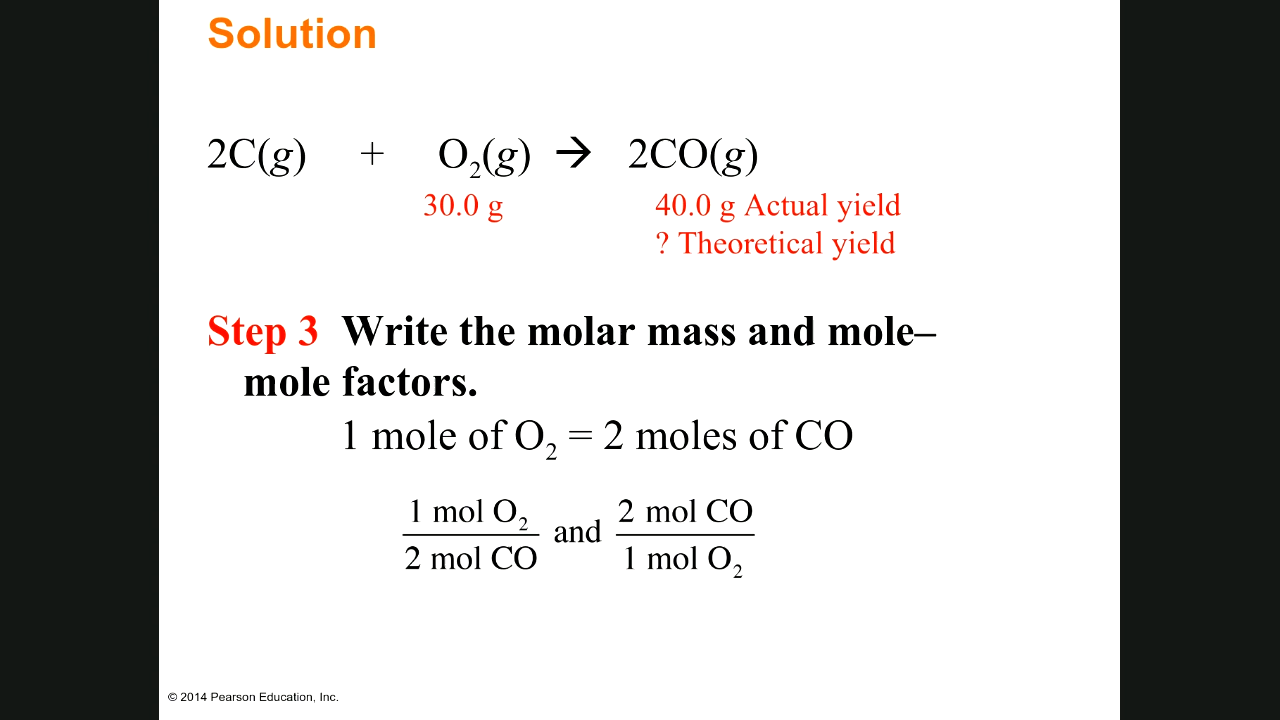 Solution
2C(g) + O₂(g) → 2CO(g)
30.0 g 40.0 g Actual yield
? Theoretical yield
Step 3 Write the molar mass and mole–
mole factors.
1 mole of O₂ = 2 moles of CO
1 mol O₂ / 2 mol CO and 2 mol CO / 1 mol O₂
© 2014 Pearson Education, Inc.